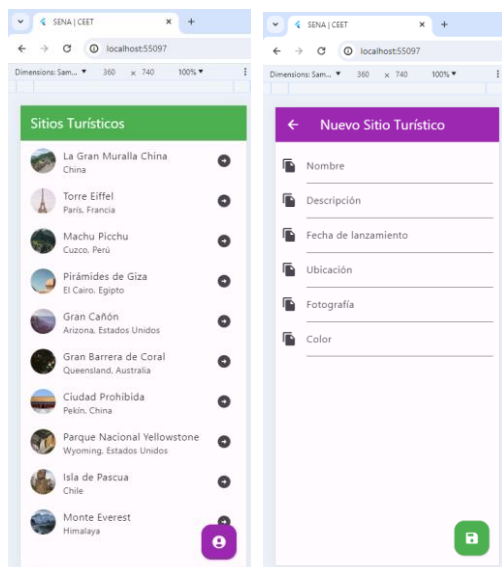 SENA | CEET
localhost:55097
Dimensions: Sam... 360 x 740 100%
Sitios Turísticos
La Gran Muralla China
China
Torre Eiffel
París, Francia
Machu Picchu
Cuzco, Perú
Pirámides de Giza
El Cairo, Egipto
Gran Cañón
Arizona, Estados Unidos
Gran Barrera de Coral
Queensland, Australia
Ciudad Prohibida
Pekín, China
Parque Nacional Yellowstone
Wyoming, Estados Unidos
Isla de Pascua
Chile
Monte Everest
Himalaya
SENA | CEET
localhost:55097
Dimensions: Sam... 360 x 740 100%
Nuevo Sitio Turístico
Nombre
Descripción
Fecha de lanzamiento
Ubicación
Fotografía
Color